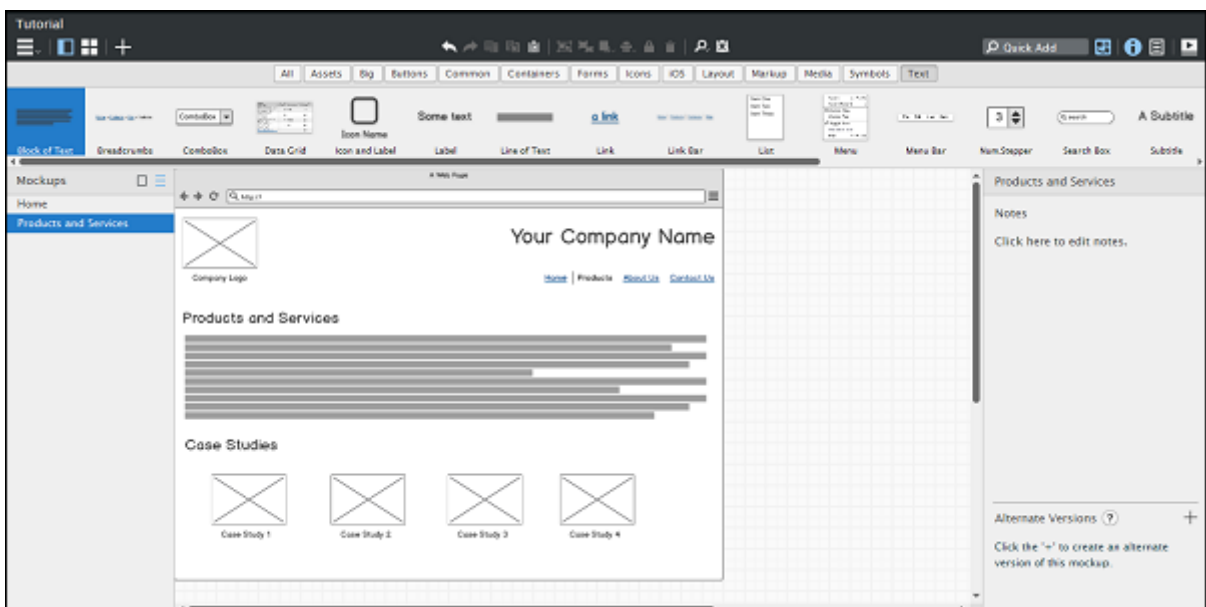 Tutorial
Quick Add
All Assets Big Buttons Common Containers Forms Icons iOS Layout Markup Media Symbols Text
ComboBox Some text a link 3 search A Subtitle
Icon Name
Block of Text Breadcrumbs ComboBox Data Grid Icon and Label Label Line of Text Link Link Bar List Menu Menu Bar Num.Stepper Search Box Subtitle
Mockups
Home
Products and Services
A Web Page
http://
Your Company Name
Company Logo
Home Products About Us Contact Us
Products and Services
Case Studies
Case Study 1 Case Study 2 Case Study 3 Case Study 4
Products and Services
Notes
Click here to edit notes.
Alternate Versions ?
Click the '+' to create an alternate
version of this mockup.